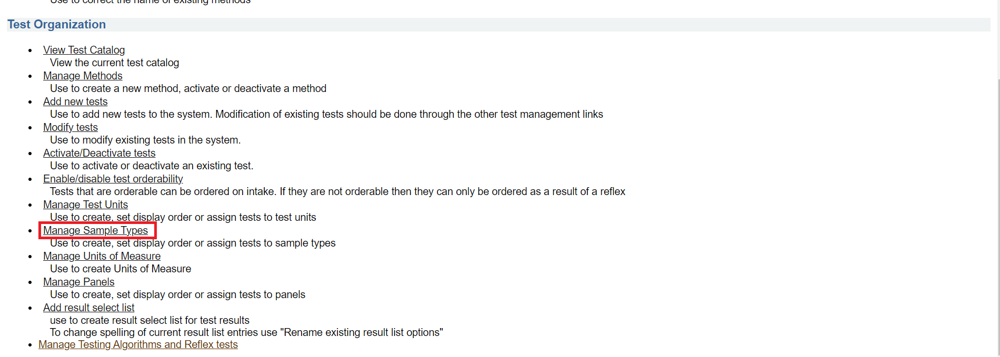 Use to correct the name of existing methods
Test Organization
View Test Catalog
View the current test catalog
Manage Methods
Use to create a new method, activate or deactivate a method
Add new tests
Use to add new tests to the system. Modification of existing tests should be done through the other test management links
Modify tests
Use to modify existing tests in the system.
Activate/Deactivate tests
Use to activate or deactivate an existing test.
Enable/disable test orderability
Tests that are orderable can be ordered on intake. If they are not orderable then they can only be ordered as a result of a reflex
Manage Test Units
Use to create, set display order or assign tests to test units
Manage Sample Types
Use to create, set display order or assign tests to sample types
Manage Units of Measure
Use to create Units of Measure
Manage Panels
Use to create, set display order or assign tests to panels
Add result select list
use to create result select list for test results
To change spelling of current result list entries use "Rename existing result list options"
Manage Testing Algorithms and Reflex tests